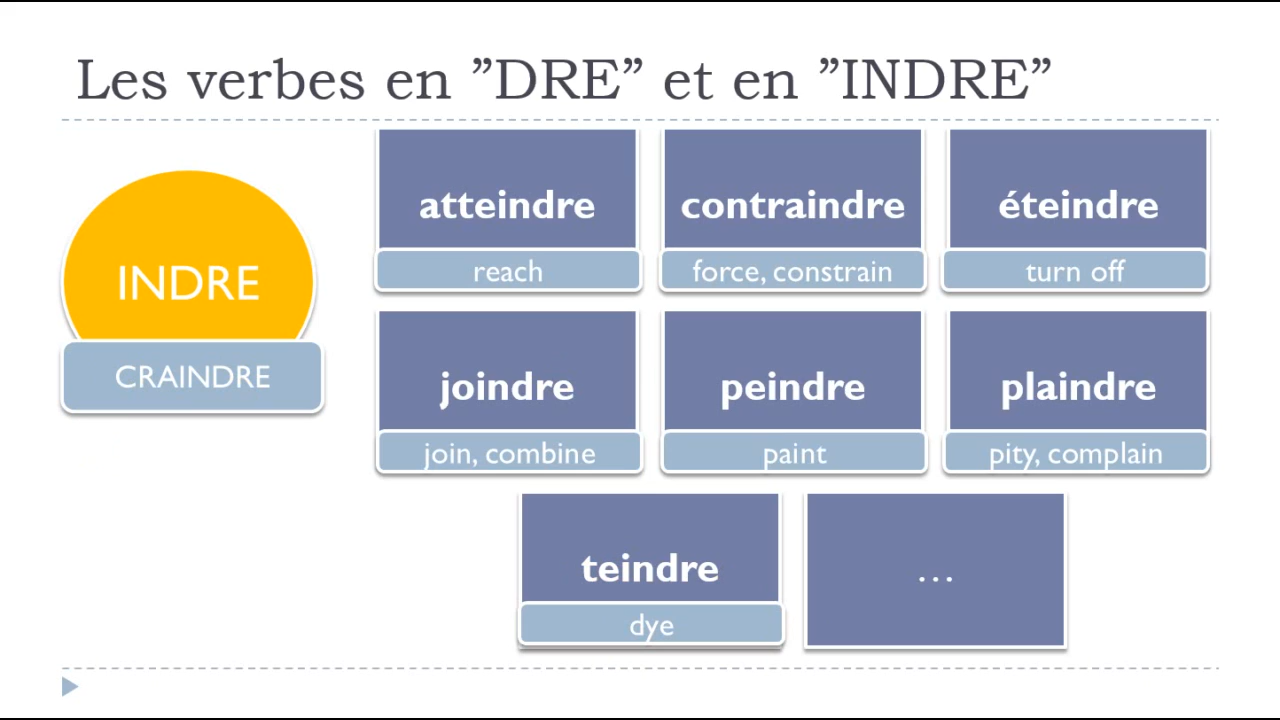 Les verbes en ”DRE” et en ”INDRE”
INDRE
CRAINDRE
atteindre
reach
contraindre
force, constrain
éteindre
turn off
joindre
join, combine
peindre
paint
plaindre
pity, complain
teindre
dye
…